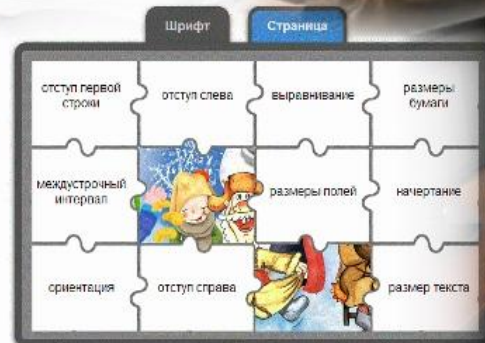 Шрифт Страница
отступ первой строки
отступ слева
выравнивание
размеры бумаги
междустрочный интервал
размеры полей
начертание
ориентация
отступ справа
размер текста